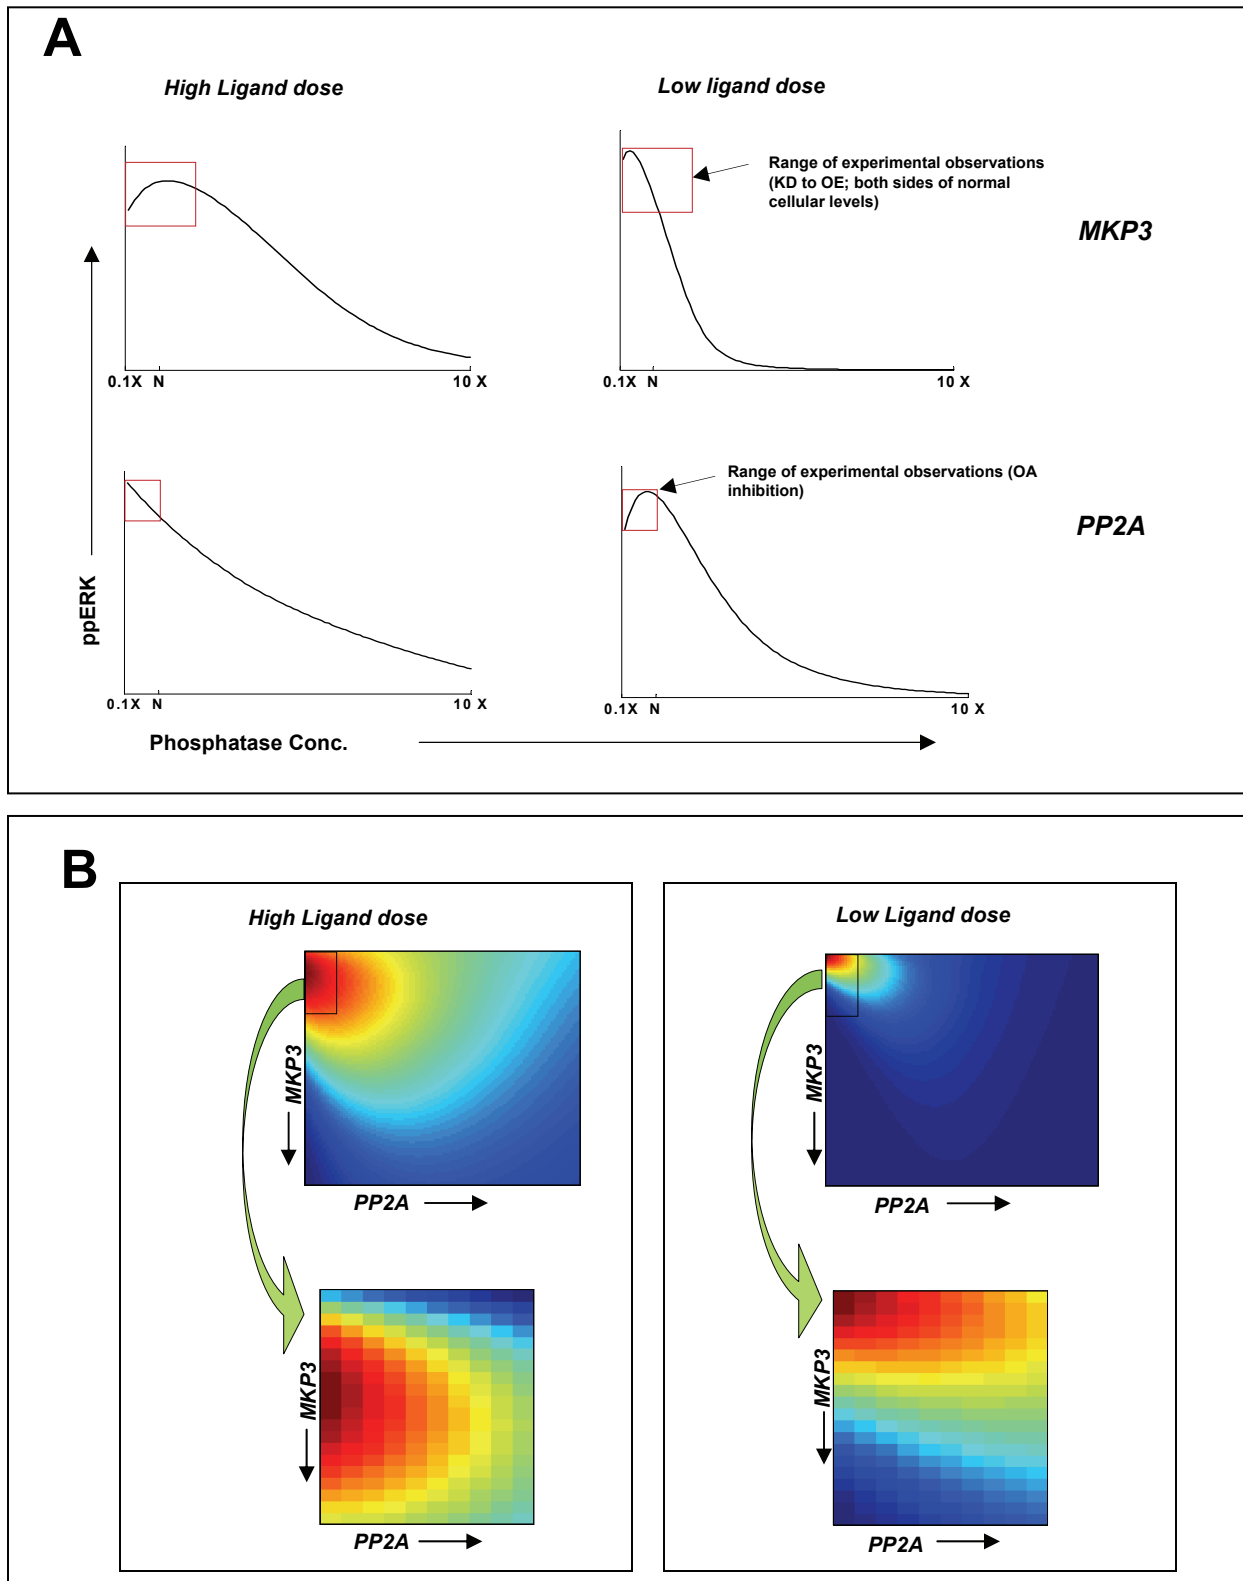 A
High Ligand dose
Low ligand dose
Range of experimental observations
(KD to OE; both sides of normal
cellular levels)
MKP3
0.1X N 10 X
0.1X N 10 X
ppERK
Range of experimental observations (OA
inhibition)
PP2A
0.1X N 10 X
0.1X N 10 X
Phosphatase Conc.
B
High Ligand dose
Low Ligand dose
MKP3
MKP3
PP2A
PP2A
MKP3
MKP3
PP2A
PP2A